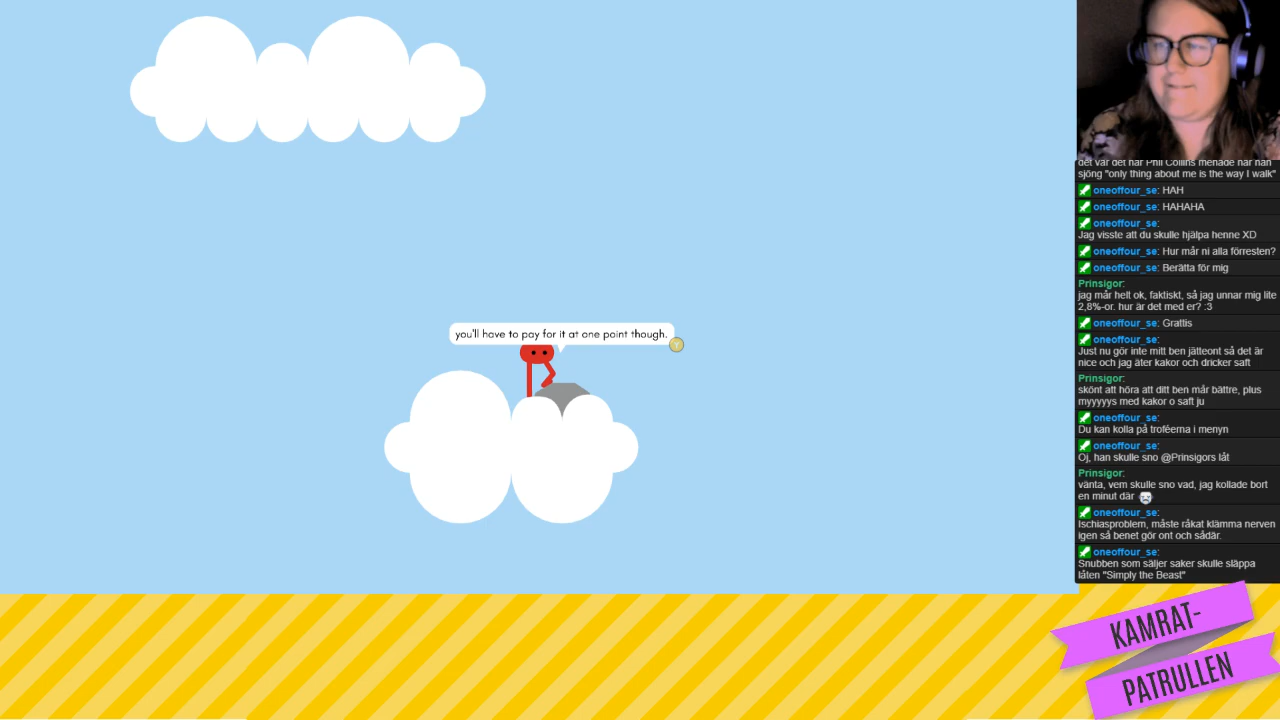 you'll have to pay for it at one point though.
Y
det var det här Phil Collins menade när han
sjöng "only thing about me is the way I walk"
oneoffour_se: HAH
oneoffour_se: HAHAHA
oneoffour_se:
Jag visste att du skulle hjälpa henne XD
oneoffour_se: Hur mår ni alla förresten?
oneoffour_se: Berätta för mig
Prinsigor:
jag mår helt ok, faktiskt, så jag unnar mig lite
2,8%-or. hur är det med er? :3
oneoffour_se: Grattis
oneoffour_se:
Just nu gör inte mitt ben jätteont så det är
nice och jag äter kakor och dricker saft
Prinsigor:
skönt att höra att ditt ben mår bättre, plus
myyyyys med kakor o saft ju
oneoffour_se:
Du kan kolla på troféerna i menyn
oneoffour_se:
Oj, han skulle sno @Prinsigors låt
Prinsigor:
vänta, vem skulle sno vad, jag kollade bort
en minut där
oneoffour_se:
Ischiasproblem, måste råkat klämma nerven
igen så benet gör ont och sådär.
oneoffour_se:
Snubben som säljer saker skulle släppa
låten "Simply the Beast"
KAMRAT-
PATRULLEN